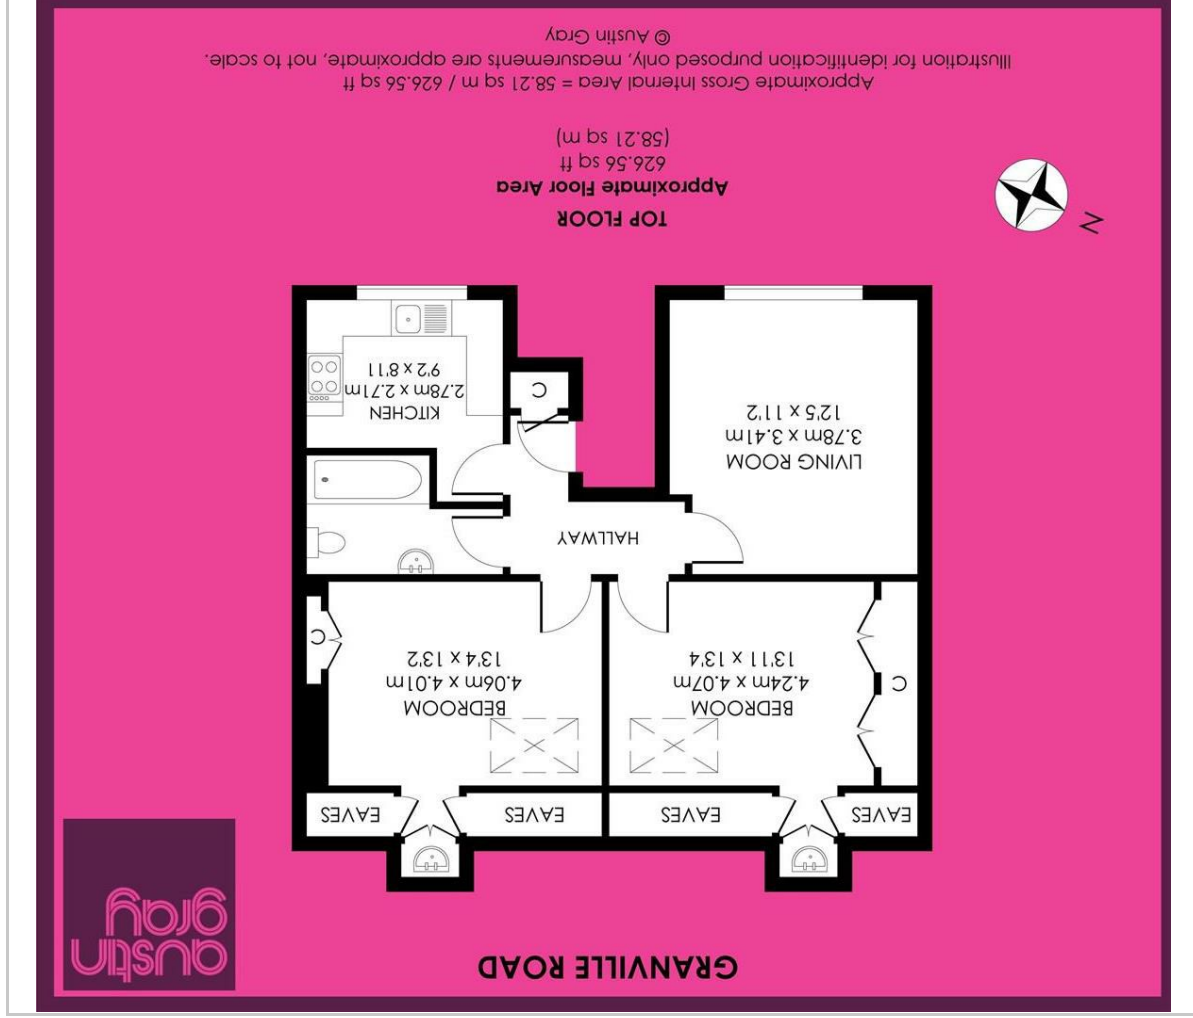 GRANVILLE ROAD
austin
gray
EAVES
EAVES
EAVES
EAVES
C
BEDROOM
4.24m x 4.07m
13'11 x 13'4
BEDROOM
4.06m x 4.01m
13'4 x 13'2
C
HALLWAY
LIVING ROOM
3.78m x 3.41m
12'5 x 11'2
C
KITCHEN
2.78m x 2.71m
9'2 x 8'11
N
TOP FLOOR
Approximate Floor Area
626.56 sq ft
(58.21 sq m)
Approximate Gross Internal Area = 58.21 sq m / 626.56 sq ft
Illustration for identification purposed only, measurements are approximate, not to scale.
© Austin Gray